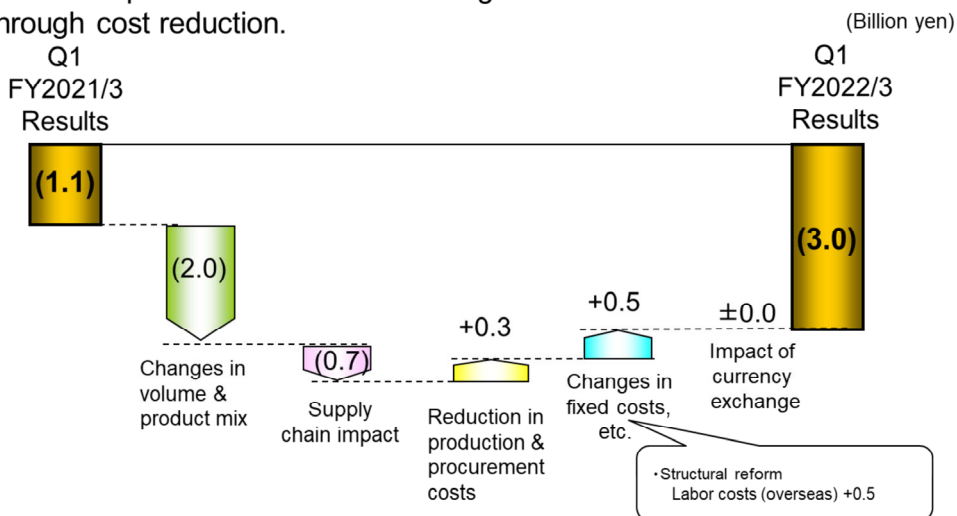 through cost reduction.
(Billion yen)
Q1
FY2021/3
Results
Q1
FY2022/3
Results
(1.1)
(2.0)
(0.7)
+0.3
+0.5
±0.0
(3.0)
Changes in
volume &
product mix
Supply
chain impact
Reduction in
production &
procurement
costs
Changes in
fixed costs,
etc.
Impact of
currency
exchange
・Structural reform
Labor costs (overseas) +0.5